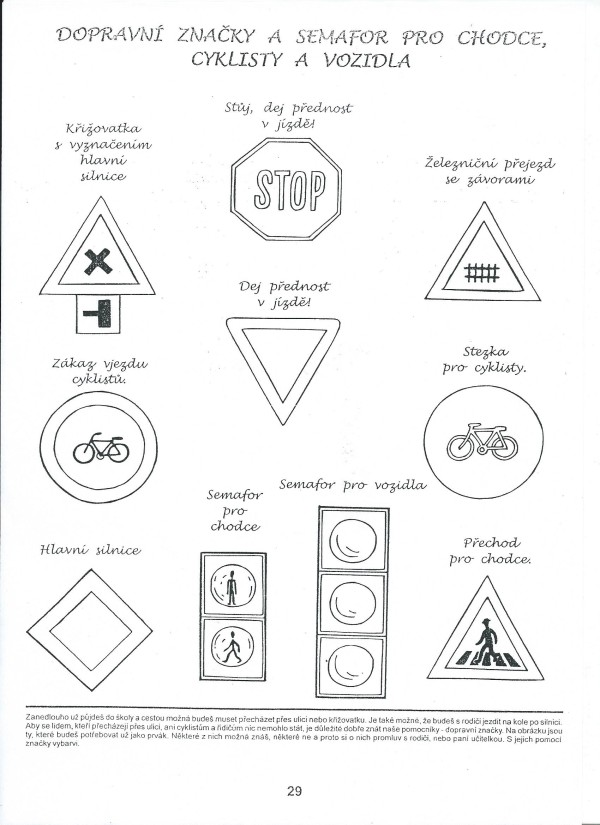 DOPRAVNÍ ZNAČKY A SEMAFOR PRO CHODCE,
CYKLISTY A VOZIDLA
Stůj, dej přednost
v jízdě!
Křižovatka
s vyznačením
hlavní
silnice
STOP
Železniční přejezd
se závorami
Dej přednost
v jízdě!
Zákaz vjezdu
cyklistů.
Stezka
pro cyklisty.
Semafor pro vozidla
Semafor
pro
chodce
Hlavní silnice
Přechod
pro chodce.
Zanedlouho už půjdeš do školy a cestou možná budeš muset přecházet přes ulici nebo křižovatku. Je také možné, že budeš s rodiči jezdit na kole po silnici.
Aby se lidem, kteří přecházejí přes ulici, ani cyklistům a řidičům nic nemohlo stát, je důležité dobře znát naše pomocníky - dopravní značky. Na obrázku jsou
ty, které budeš potřebovat už jako prvák. Některé z nich možná znáš, některé ne a proto si o nich promluv s rodiči, nebo paní učitelkou. S jejich pomocí
značky vybarvi.
29